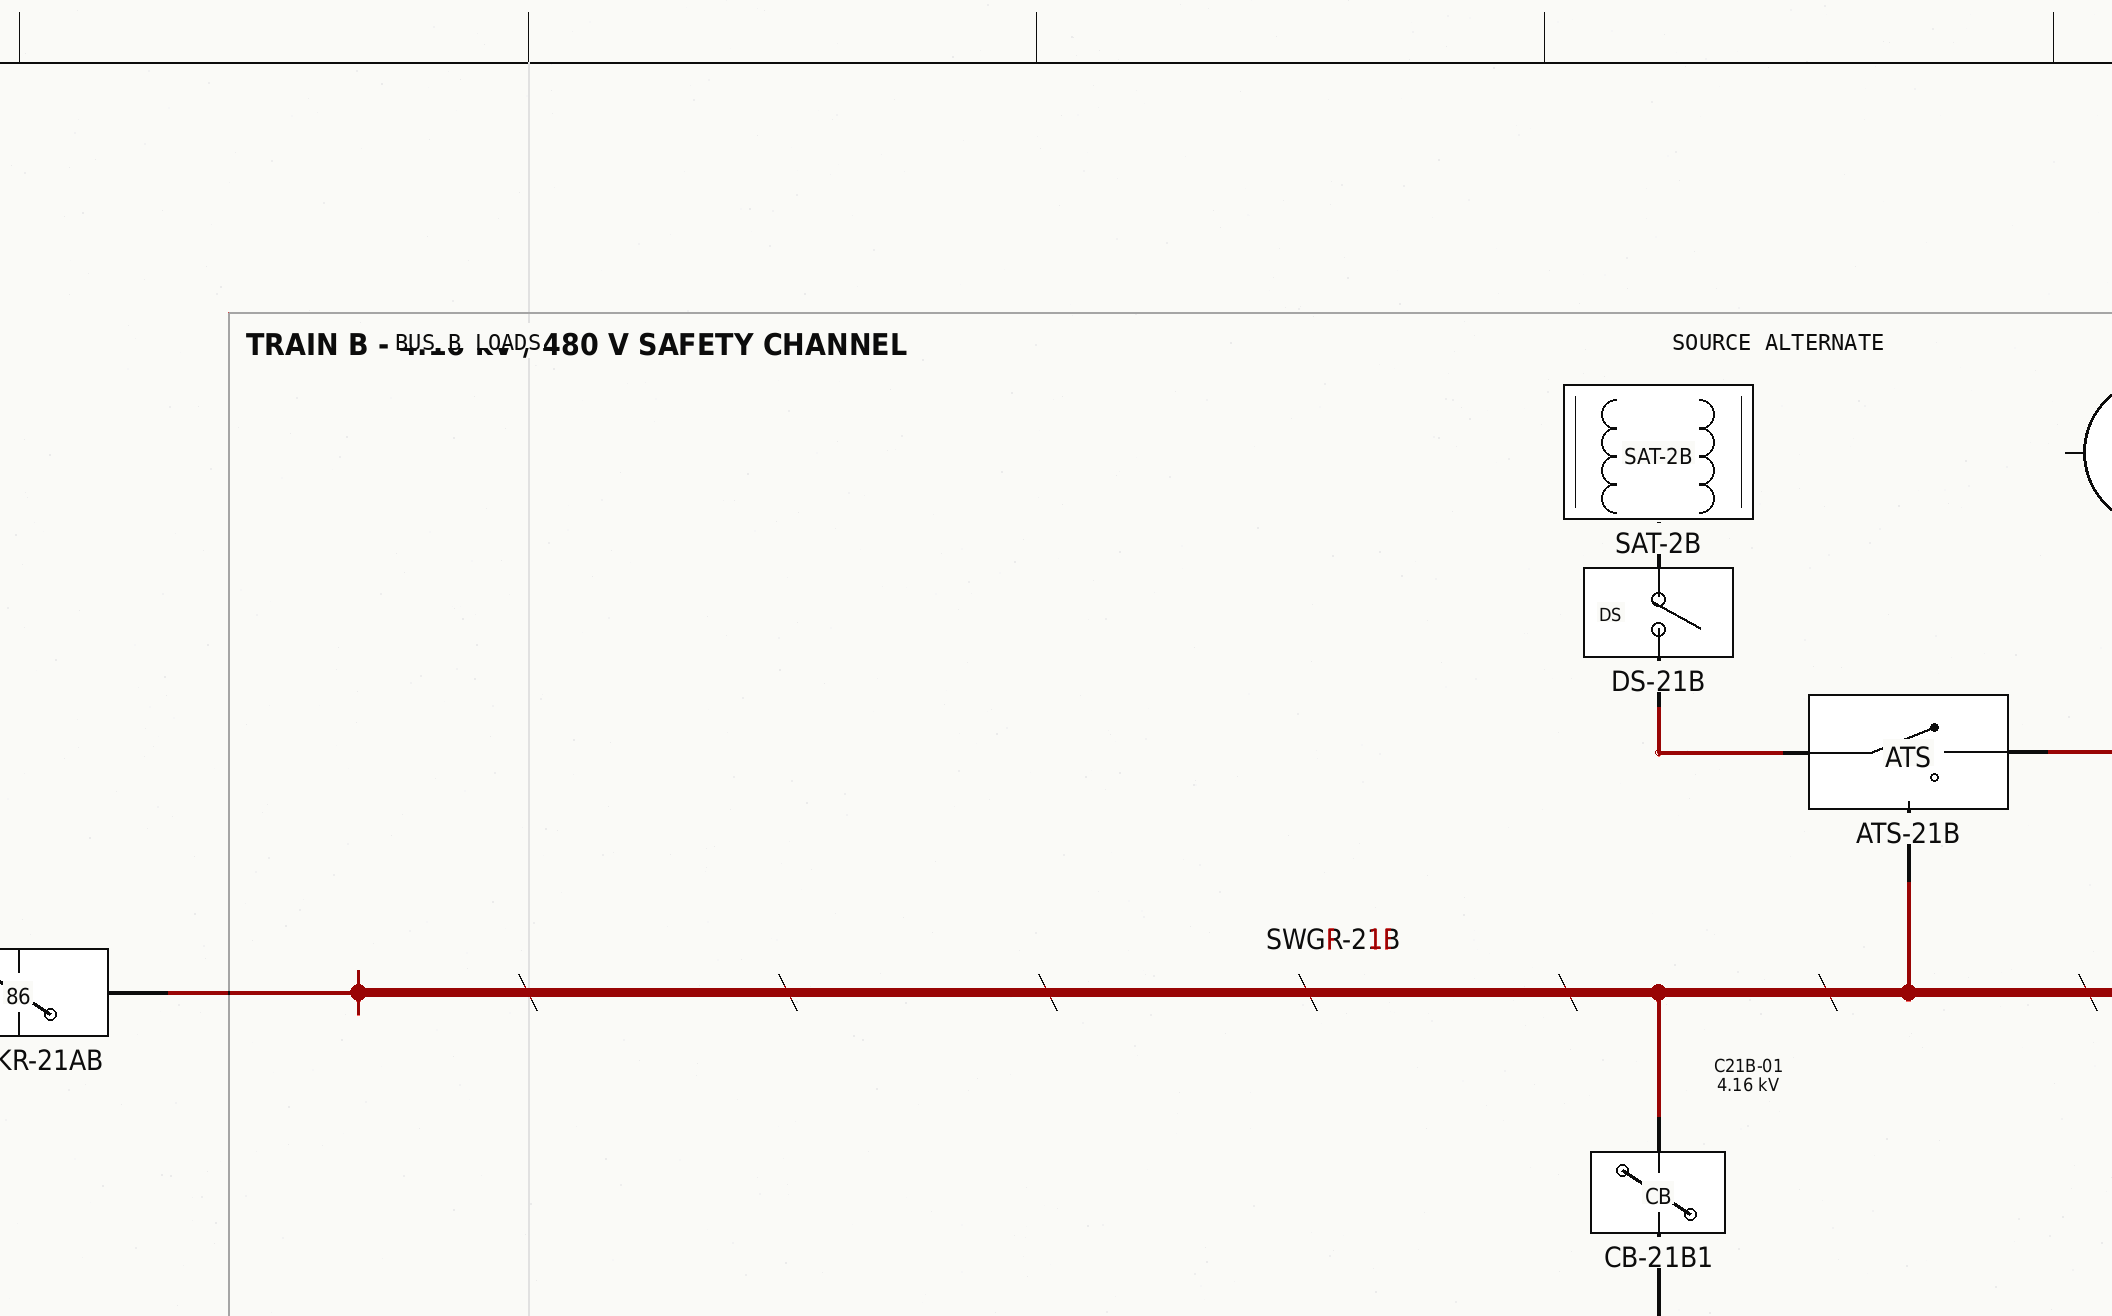 TRAIN B - 480 V SAFETY CHANNEL
BUS B LOADS
SOURCE ALTERNATE
SAT-2B
SAT-2B
DS
DS-21B
ATS
ATS-21B
SWGR-21B
86
KR-21AB
C21B-01
4.16 kV
CB
CB-21B1